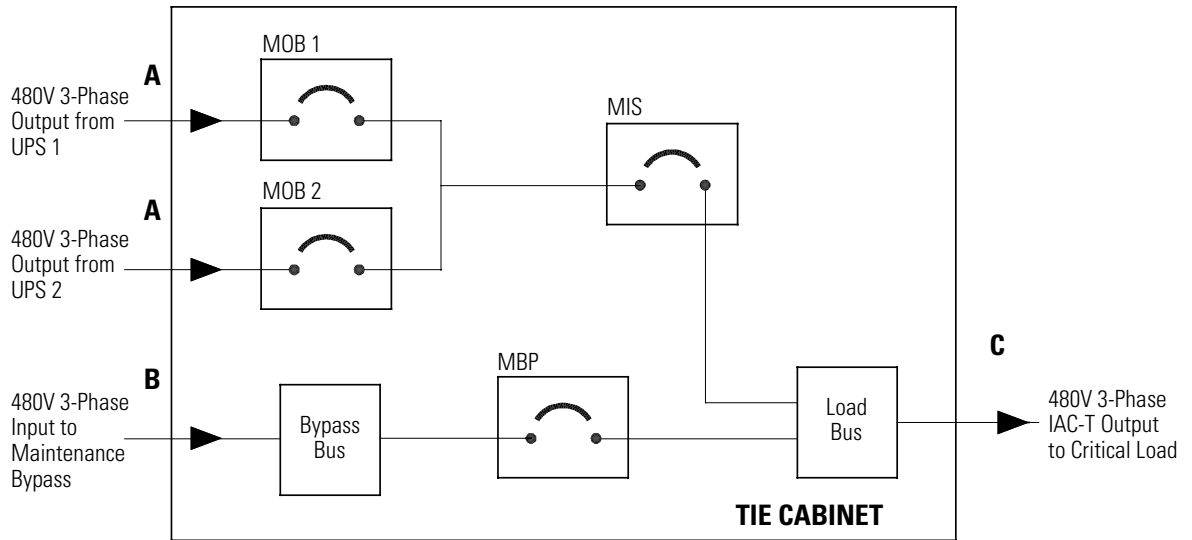 MOB 1
A
480V 3-Phase
Output from
UPS 1
MIS
MOB 2
A
480V 3-Phase
Output from
UPS 2
MBP
B
480V 3-Phase
Input to
Maintenance
Bypass
Bypass
Bus
Load
Bus
C
480V 3-Phase
IAC-T Output
to Critical Load
TIE CABINET